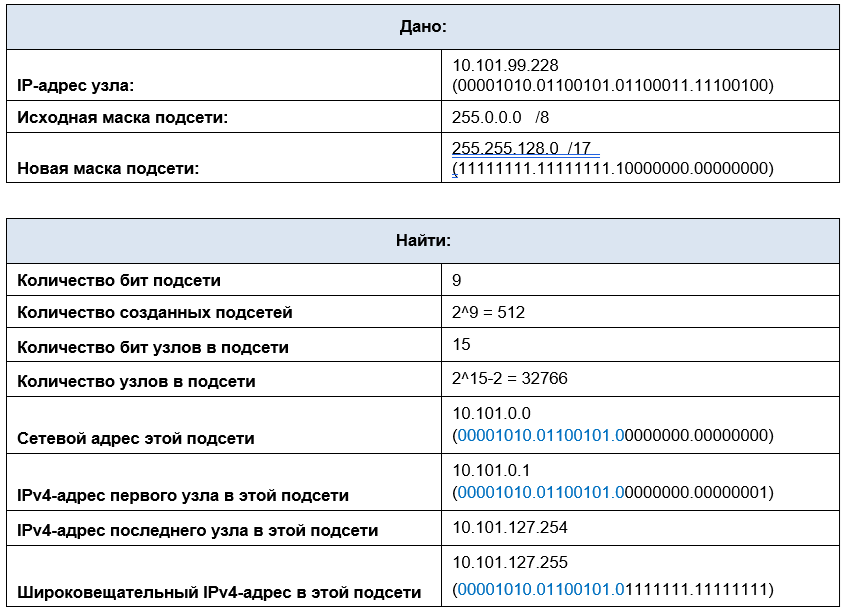 Дано:
10.101.99.228
IP-адрес узла:
(00001010.01100101.01100011.11100100)
Исходная маска подсети:
255.0.0.0 /8
255.255.128.0 /17
Новая маска подсети:
(11111111.11111111.10000000.00000000)
Найти:
Количество бит подсети
9
Количество созданных подсетей
2^9 = 512
Количество бит узлов в подсети
15
Количество узлов в подсети
2^15-2 = 32766
10.101.0.0
Сетевой адрес этой подсети
(00001010.01100101.00000000.00000000)
10.101.0.1
IPv4-адрес первого узла в этой подсети
(00001010.01100101.00000000.00000001)
IPv4-адрес последнего узла в этой подсети
10.101.127.254
10.101.127.255
Широковещательный IPv4-адрес в этой подсети
(00001010.01100101.01111111.11111111)